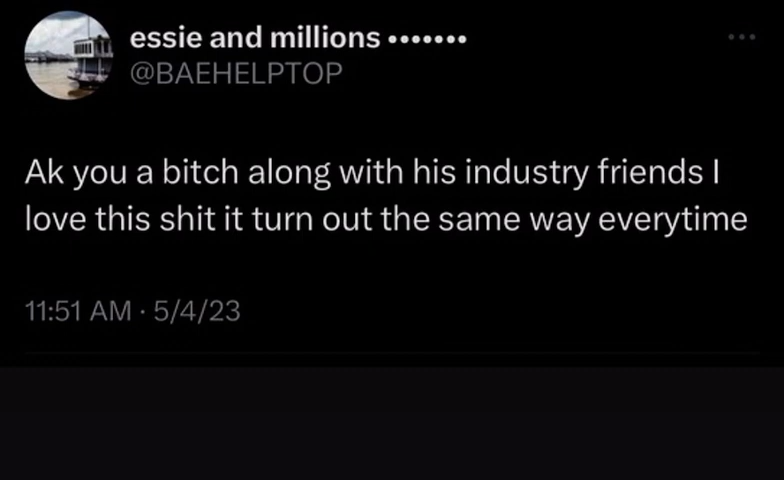 essie and millions •••••••
@BAEHELPTOP
Ak you a bitch along with his industry friends I
love this shit it turn out the same way everytime
11:51 AM · 5/4/23